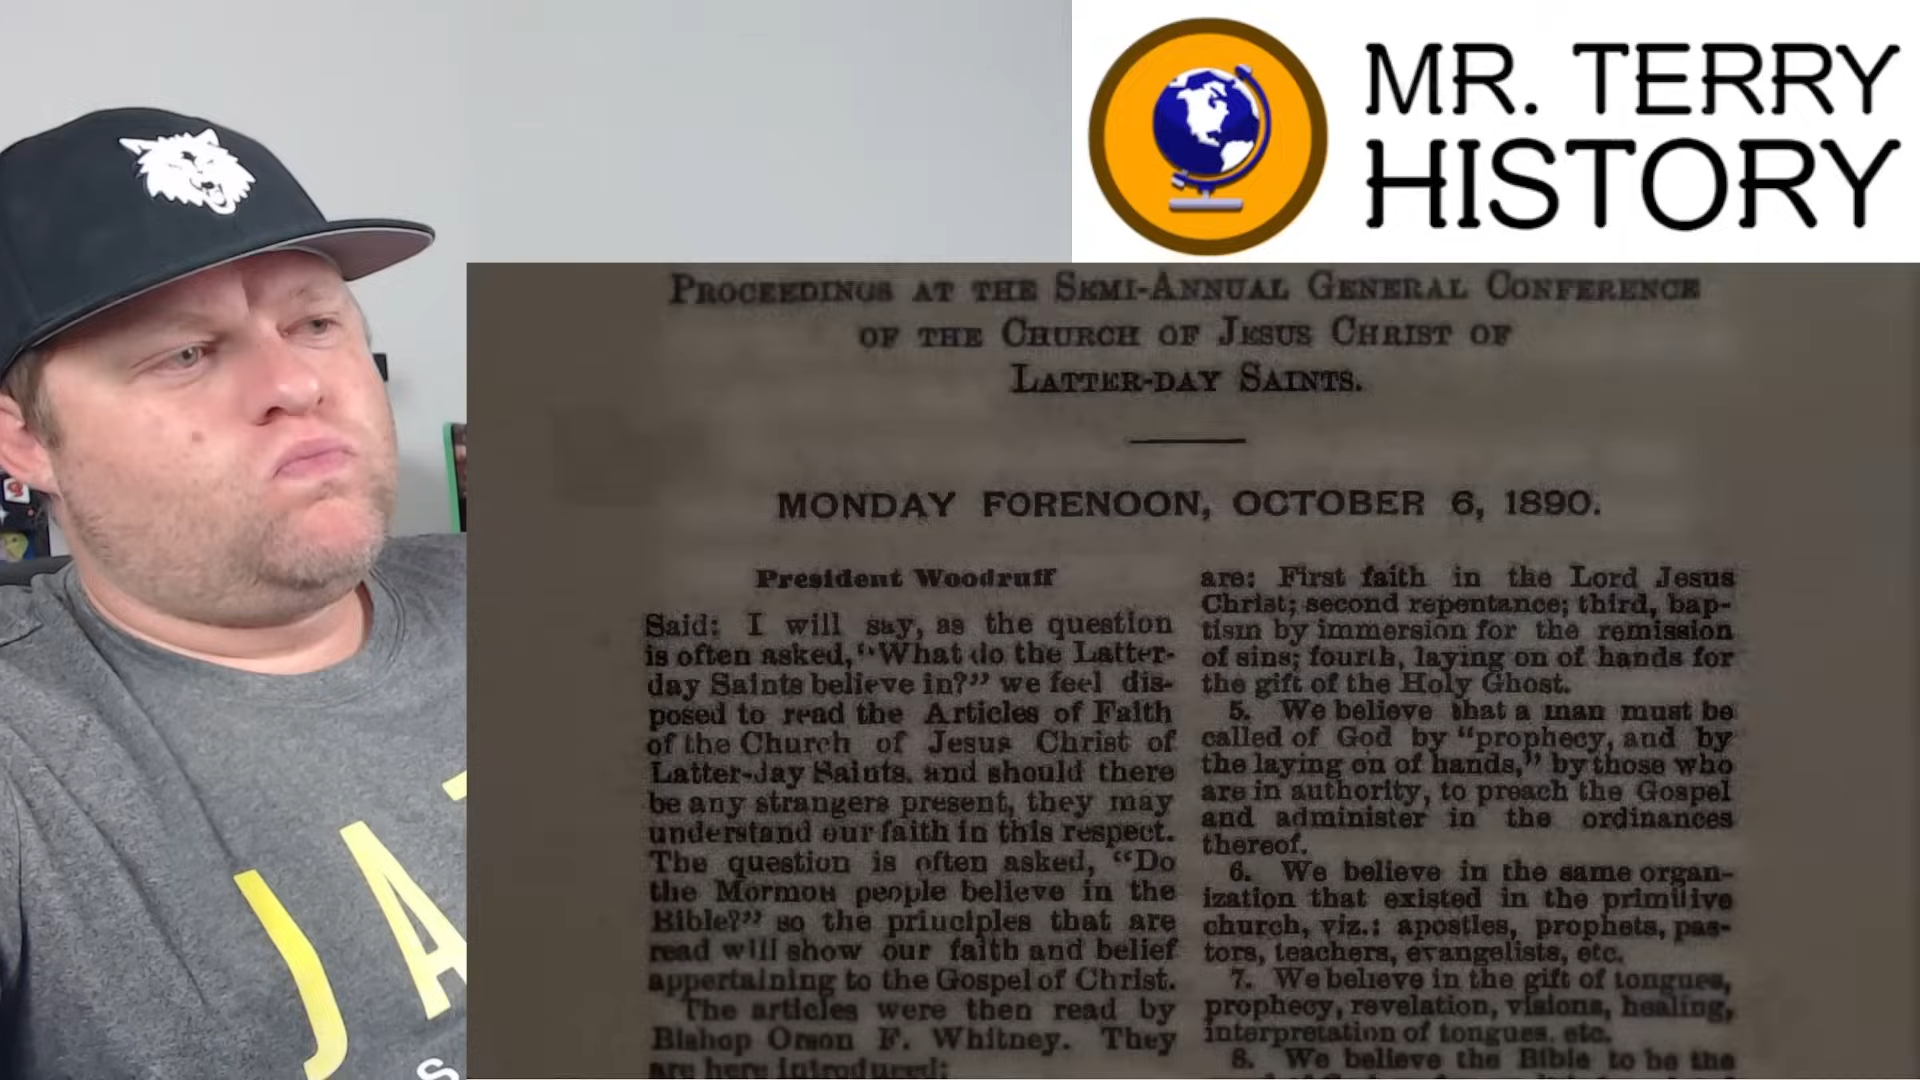 MR. TERRY
HISTORY
PROCEEDINGS AT THE SEMI-ANNUAL GENERAL CONFERENCE
OF THE CHURCH OF JESUS CHRIST OF
LATTER-DAY SAINTS.
MONDAY FORENOON, OCTOBER 6, 1890.
President Woodruff
Said: I will say, as the question
is often asked, "What do the Latter-
day Saints believe in?" we feel dis-
posed to read the Articles of Faith
of the Church of Jesus Christ of
Latter-day Saints, and should there
be any strangers present, they may
understand our faith in this respect.
The question is often asked, "Do
the Mormon people believe in the
Bible?" so the priuciples that are
read will show our faith and belief
appertaining to the Gospel of Christ.
The articles were then read by
Bishop Orson F. Whitney. They
are here introduced:
are: First faith in the Lord Jesus
Christ; second repentance; third, bap-
tism by immersion for the remission
of sins; fourth, laying on of hands for
the gift of the Holy Ghost.
5. We believe that a man must be
called of God by "prophecy, and by
the laying on of hands," by those who
are in authority, to preach the Gospel
and administer in the ordinances
thereof.
6. We believe in the same organ-
ization that existed in the primitive
church, viz.: apostles, prophets, pas-
tors, teachers, evangelists, etc.
7. We believe in the gift of tongues,
prophecy, revelation, visions, healing,
interpretation of tongues. etc.
8. We believe the Bible to be the
JA
S